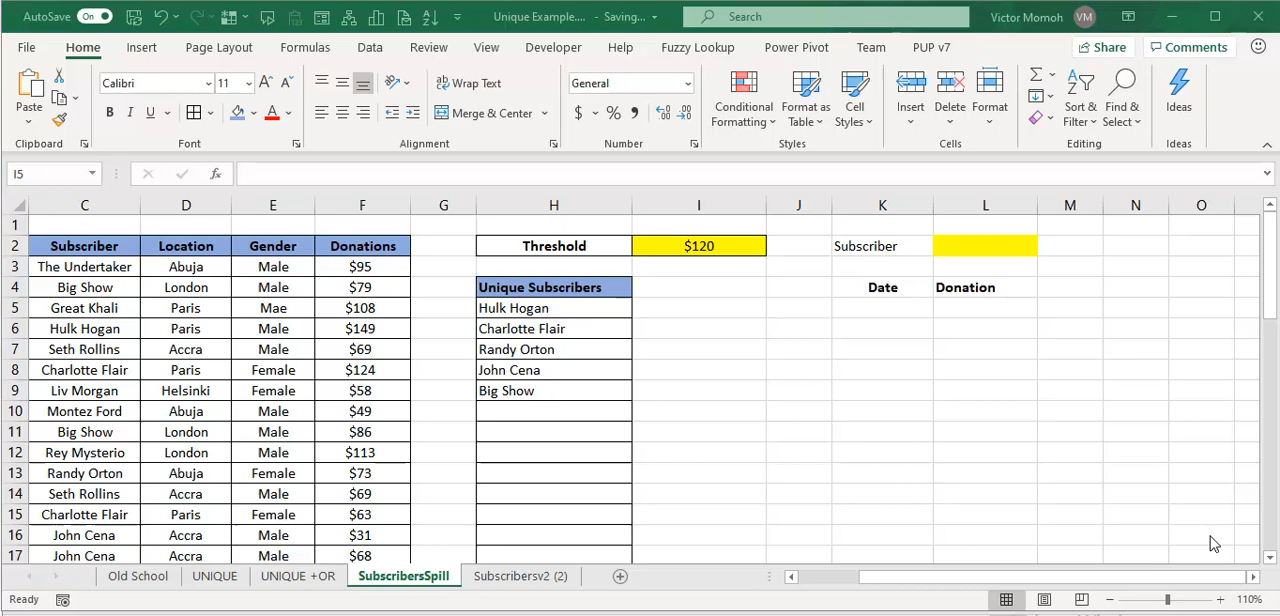 AutoSave On Unique Example.... - Saving... Search Victor Momoh VM
File Home Insert Page Layout Formulas Data Review View Developer Help Fuzzy Lookup Power Pivot Team PUP v7 Share Comments
Paste Calibri 11 A A Wrap Text General Conditional Formatting Format as Table Cell Styles Insert Delete Format Sort & Filter Find & Select Ideas
B I U A Merge & Center $ % ,
Clipboard Font Alignment Number Styles Cells Editing Ideas
I5 fx
C D E F G H I J K L M N O
1
2 Subscriber Location Gender Donations Threshold $120 Subscriber
3 The Undertaker Abuja Male $95
4 Big Show London Male $79 Unique Subscribers Date Donation
5 Great Khali Paris Mae $108 Hulk Hogan
6 Hulk Hogan Paris Male $149 Charlotte Flair
7 Seth Rollins Accra Male $69 Randy Orton
8 Charlotte Flair Paris Female $124 John Cena
9 Liv Morgan Helsinki Female $58 Big Show
10 Montez Ford Abuja Male $49
11 Big Show London Male $86
12 Rey Mysterio London Male $113
13 Randy Orton Abuja Female $73
14 Seth Rollins Accra Male $69
15 Charlotte Flair Paris Female $63
16 John Cena Accra Male $31
17 John Cena Accra Male $68
Old School UNIQUE UNIQUE +OR SubscribersSpill Subscribersv2 (2)
Ready 110%